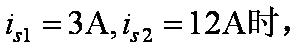 i_{s1} = 3A, i_{s2} = 12A时，